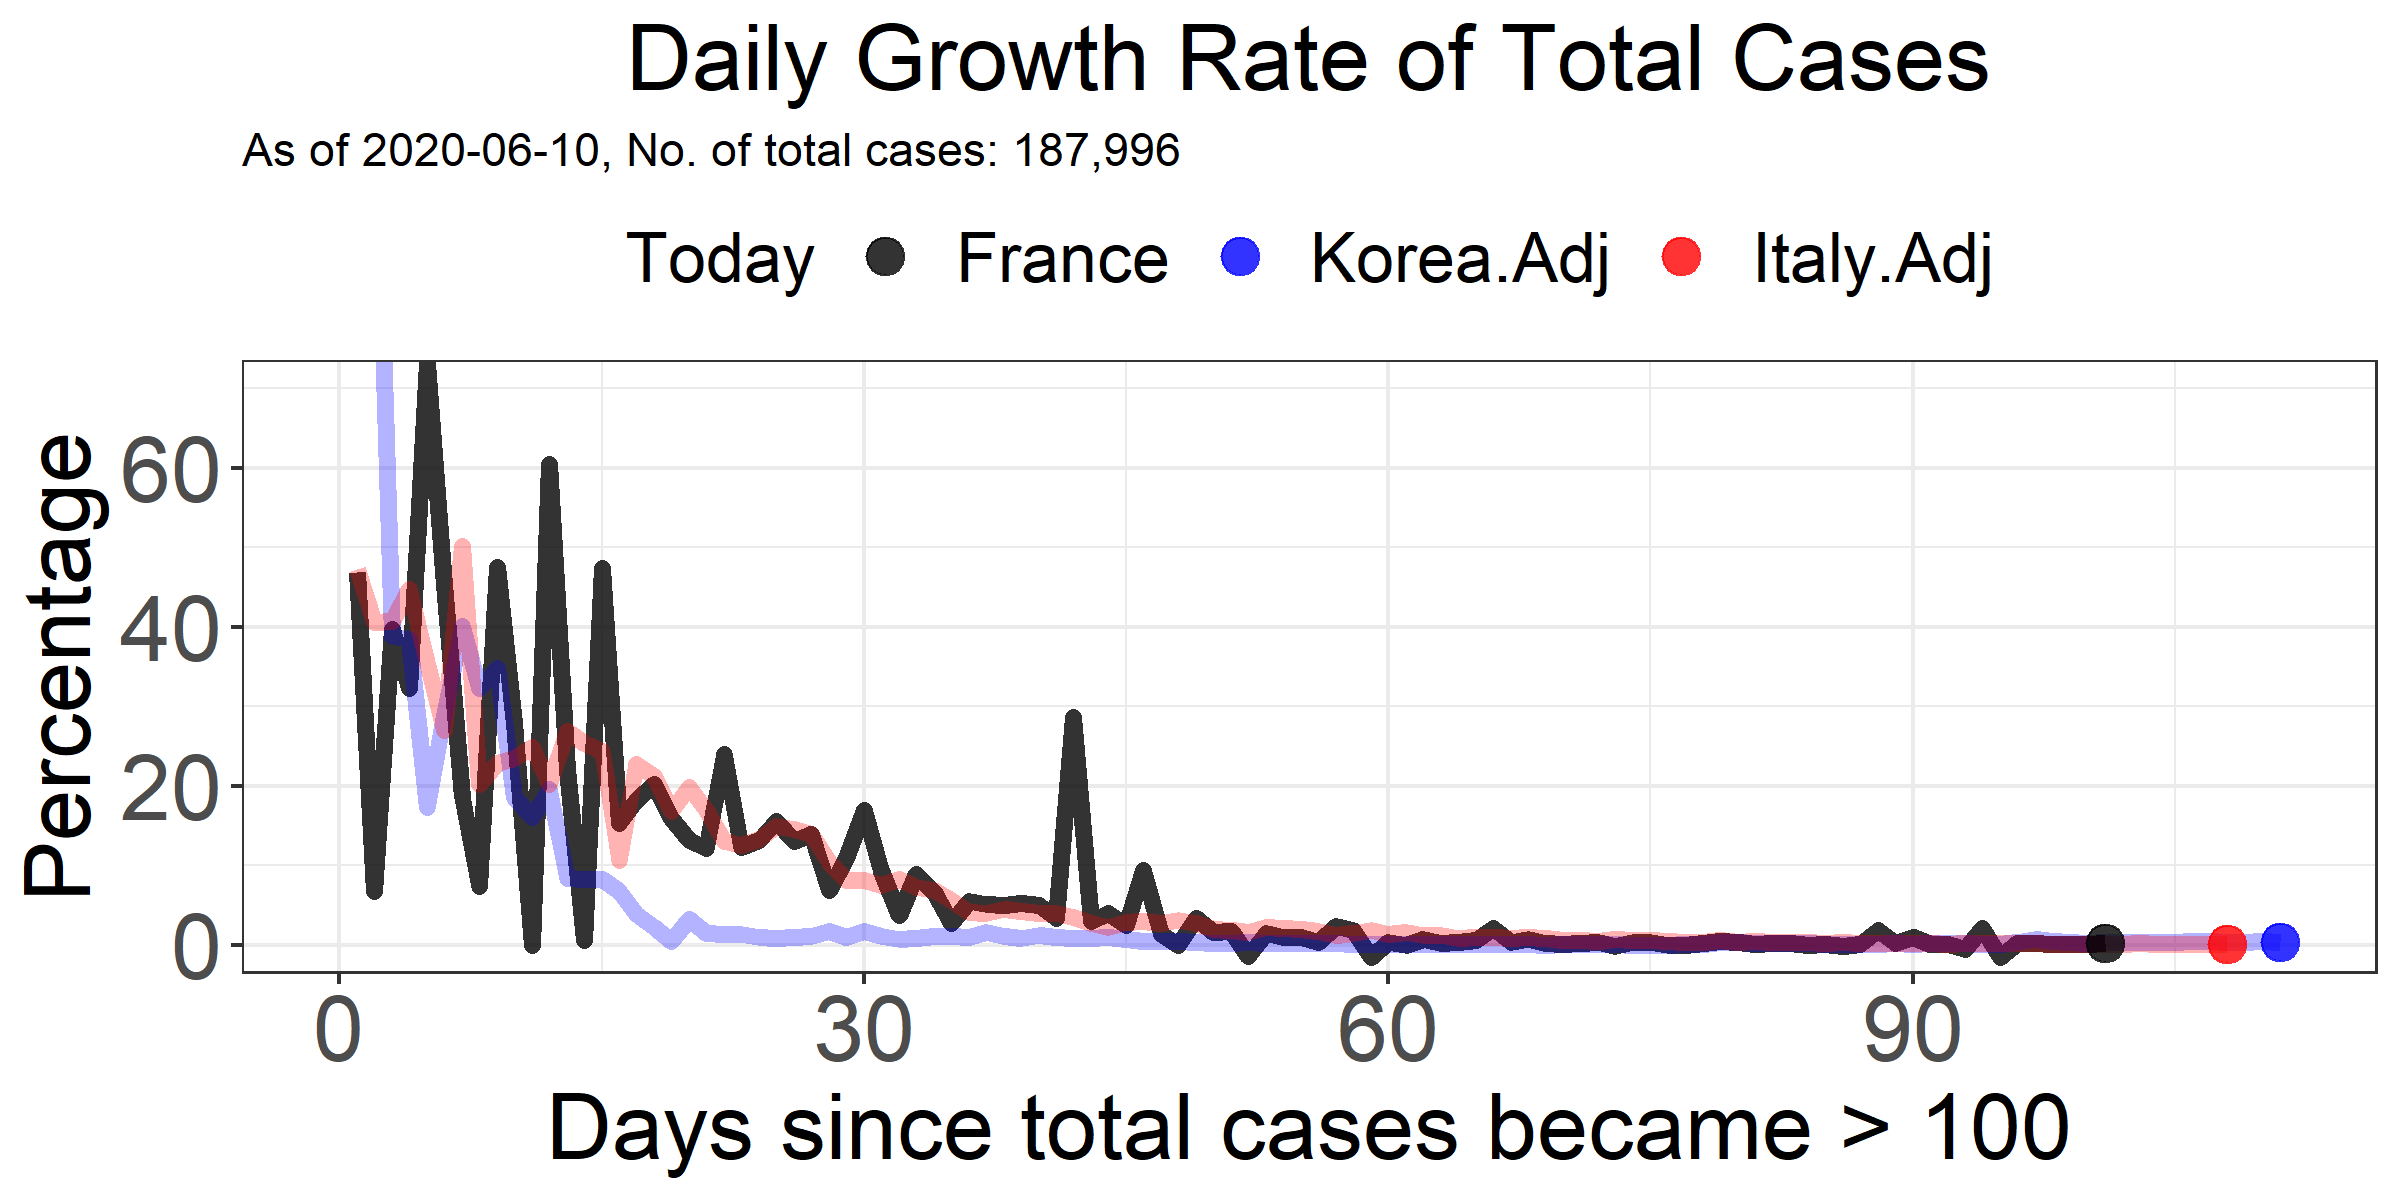 Daily Growth Rate of Total Cases
As of 2020-06-10, No. of total cases: 187,996
Today France Korea.Adj Italy.Adj
Percentage
60
40
20
0
0 30 60 90
Days since total cases became > 100